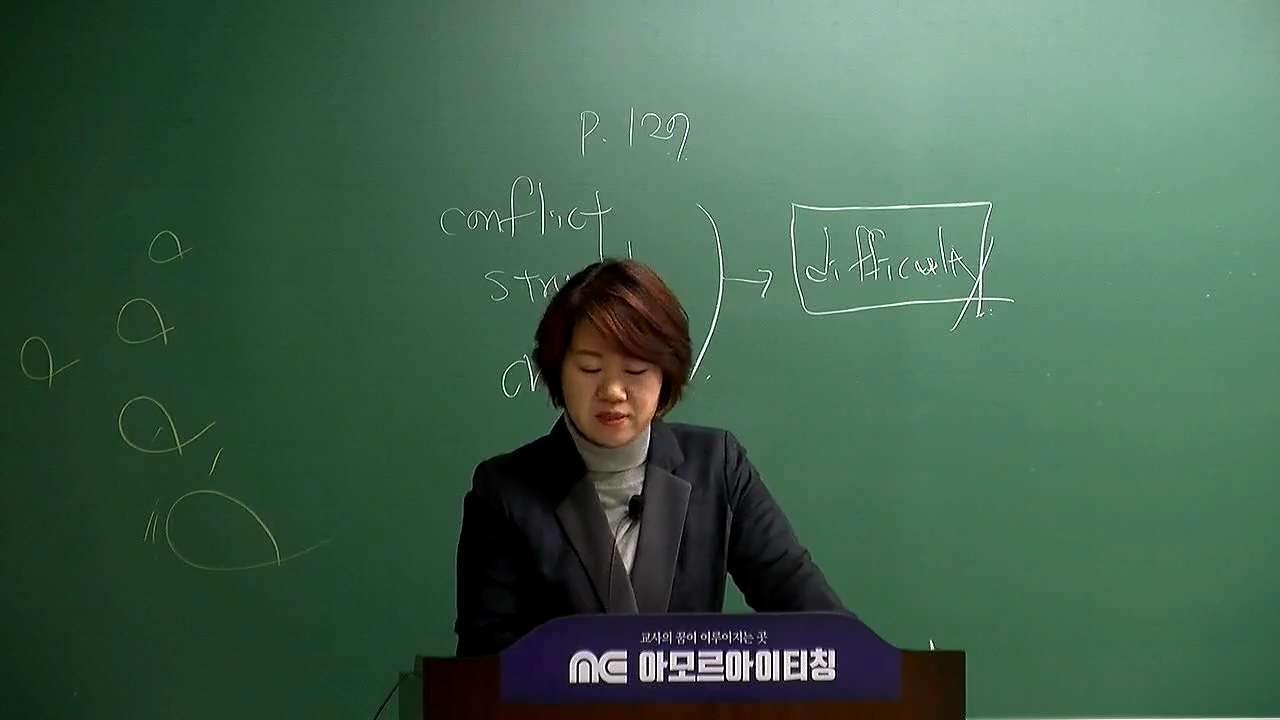 p. 129
conflict
difficulty
교사의 꿈이 이루어지는 곳
아모르아이티칭